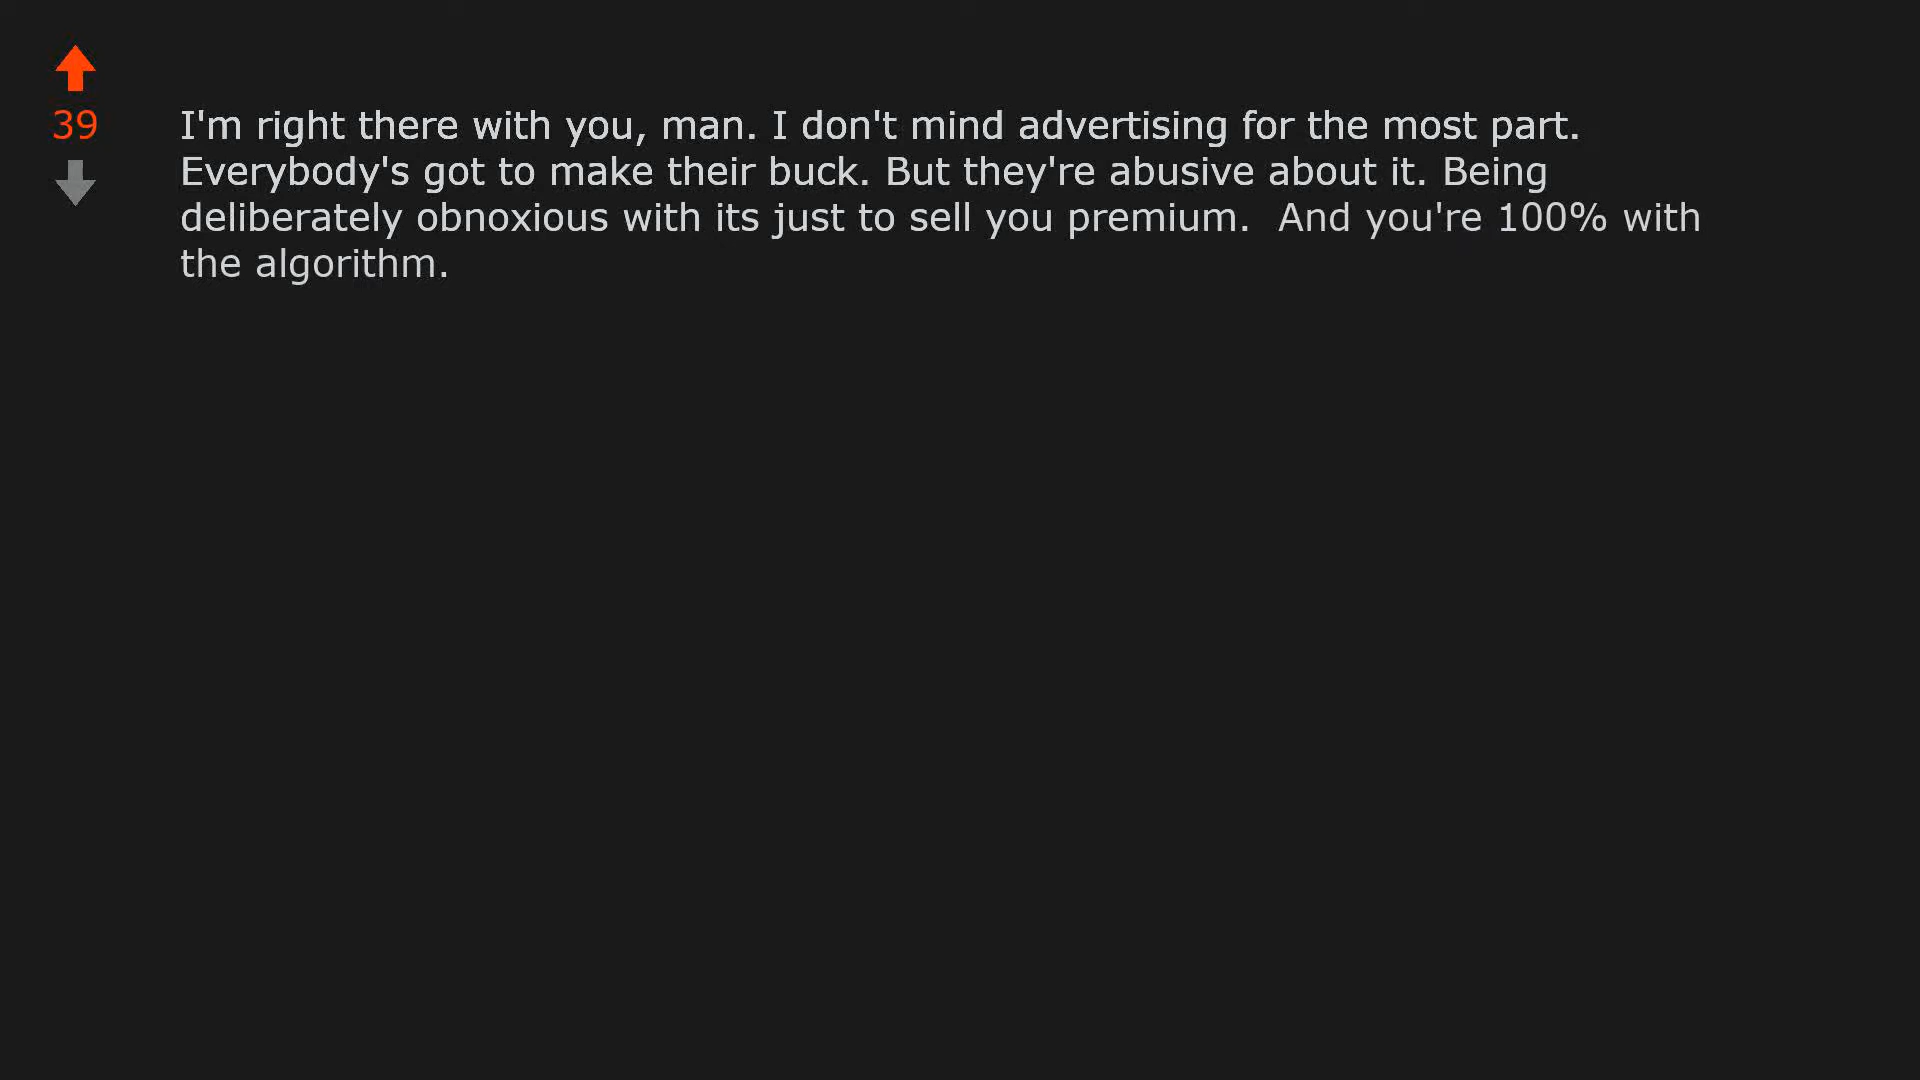 39
I'm right there with you, man. I don't mind advertising for the most part.
Everybody's got to make their buck. But they're abusive about it. Being
deliberately obnoxious with its just to sell you premium.  And you're 100% with
the algorithm.